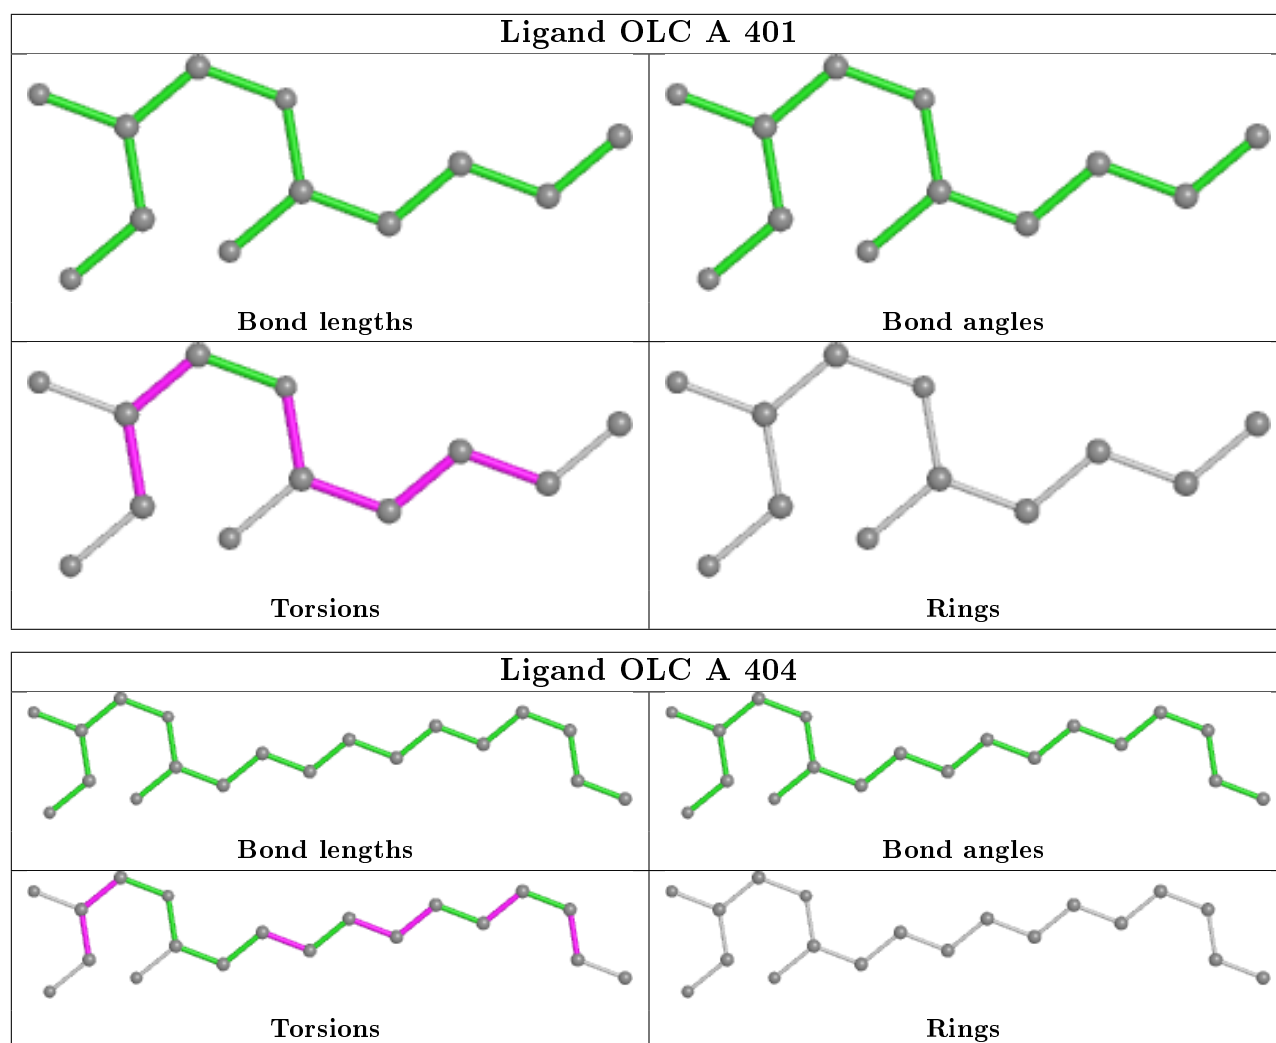 Ligand OLC A 401
Bond lengths
Bond angles
Torsions
Rings
Ligand OLC A 404
Bond lengths
Bond angles
Torsions
Rings